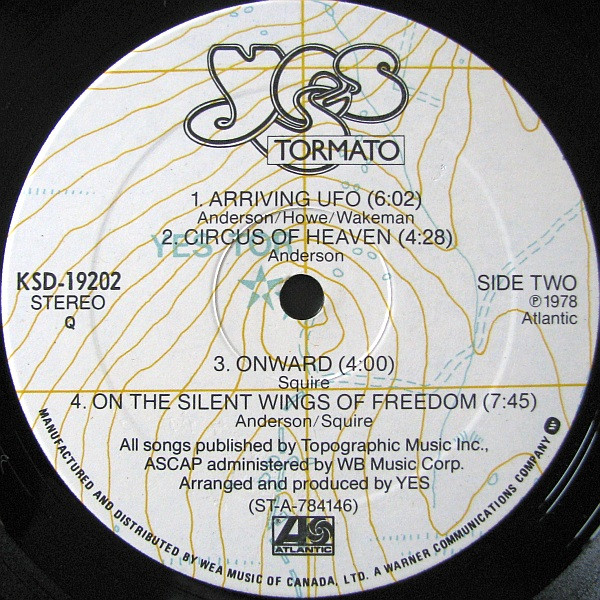 YES
TORMATO
1. ARRIVING UFO (6:02)
Anderson/Howe/Wakeman
2. CIRCUS OF HEAVEN (4:28)
Anderson
YES TOR
KSD-19202
STEREO
Q
SIDE TWO
℗1978
Atlantic
3. ONWARD (4:00)
Squire
4. ON THE SILENT WINGS OF FREEDOM (7:45)
Anderson/Squire
All songs published by Topographic Music Inc.,
ASCAP administered by WB Music Corp.
Arranged and produced by YES
(ST-A-784146)
ATLANTIC
MANUFACTURED AND DISTRIBUTED BY WEA MUSIC OF CANADA, LTD. A WARNER COMMUNICATIONS COMPANY